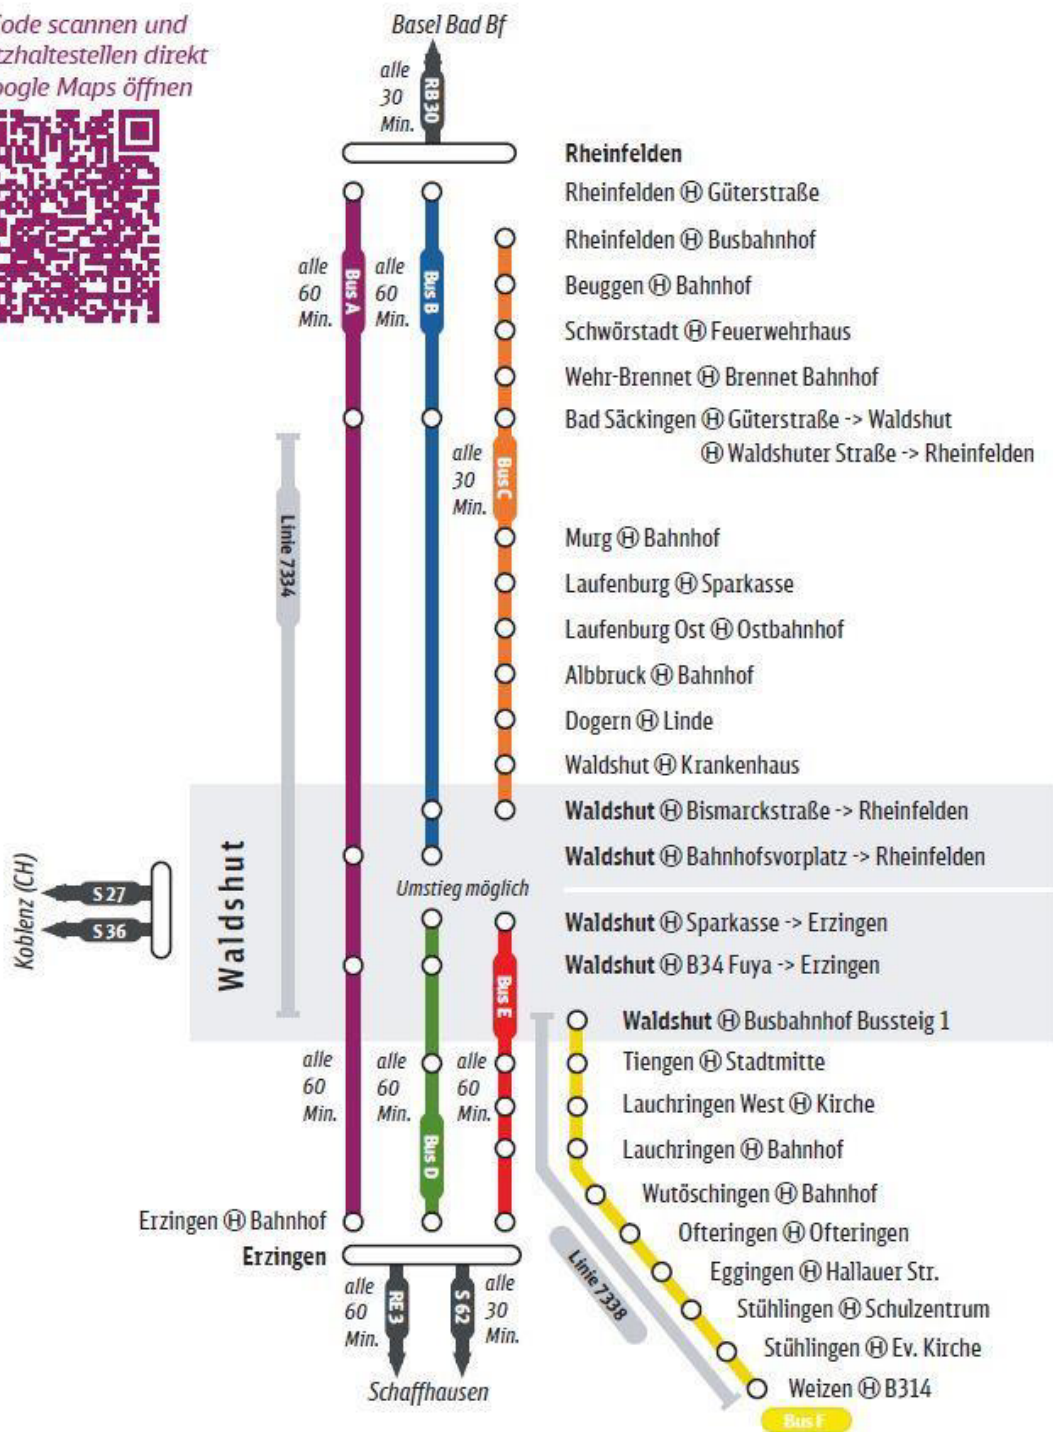 ode scannen und
tzhaltestellen direkt
oogle Maps öffnen
Basel Bad Bf
alle
30
Min.
RB 30
Rheinfelden
Rheinfelden Ⓗ Güterstraße
Rheinfelden Ⓗ Busbahnhof
alle
60
Min.
Bus A
alle
60
Min.
Bus B
Beuggen Ⓗ Bahnhof
Schwörstadt Ⓗ Feuerwehrhaus
Wehr-Brennet Ⓗ Brennet Bahnhof
Bad Säckingen Ⓗ Güterstraße -> Waldshut
Ⓗ Waldshuter Straße -> Rheinfelden
alle
30
Min.
Bus C
Linie 7334
Murg Ⓗ Bahnhof
Laufenburg Ⓗ Sparkasse
Laufenburg Ost Ⓗ Ostbahnhof
Albbruck Ⓗ Bahnhof
Dogern Ⓗ Linde
Waldshut Ⓗ Krankenhaus
Waldshut Ⓗ Bismarckstraße -> Rheinfelden
Waldshut Ⓗ Bahnhofsvorplatz -> Rheinfelden
Koblenz (CH)
S 27
S 36
Waldshut
Umstieg möglich
Waldshut Ⓗ Sparkasse -> Erzingen
Waldshut Ⓗ B34 Fuya -> Erzingen
Bus E
Waldshut Ⓗ Busbahnhof Bussteig 1
alle
60
Min.
alle
60
Min.
alle
60
Min.
Bus D
Tiengen Ⓗ Stadtmitte
Lauchringen West Ⓗ Kirche
Lauchringen Ⓗ Bahnhof
Wutöschingen Ⓗ Bahnhof
Erzingen Ⓗ Bahnhof
Erzingen
Ofteringen Ⓗ Ofteringen
Eggingen Ⓗ Hallauer Str.
Linie 7338
alle
60
Min.
RE 3
S 62
alle
30
Min.
Stühlingen Ⓗ Schulzentrum
Stühlingen Ⓗ Ev. Kirche
Schaffhausen
Weizen Ⓗ B314
Bus F